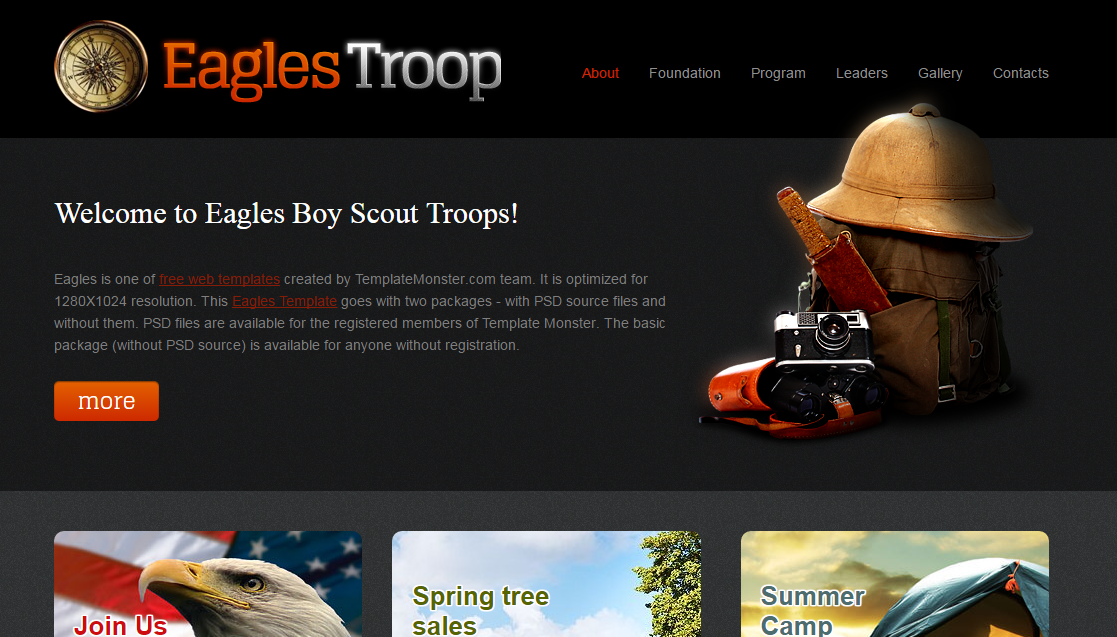 Eagles Troop
About Foundation Program Leaders Gallery Contacts
Welcome to Eagles Boy Scout Troops!
Eagles is one of free web templates created by TemplateMonster.com team. It is optimized for
1280X1024 resolution. This Eagles Template goes with two packages - with PSD source files and
without them. PSD files are available for the registered members of Template Monster. The basic
package (without PSD source) is available for anyone without registration.
more
Join Us
Spring tree
sales
Summer
Camp